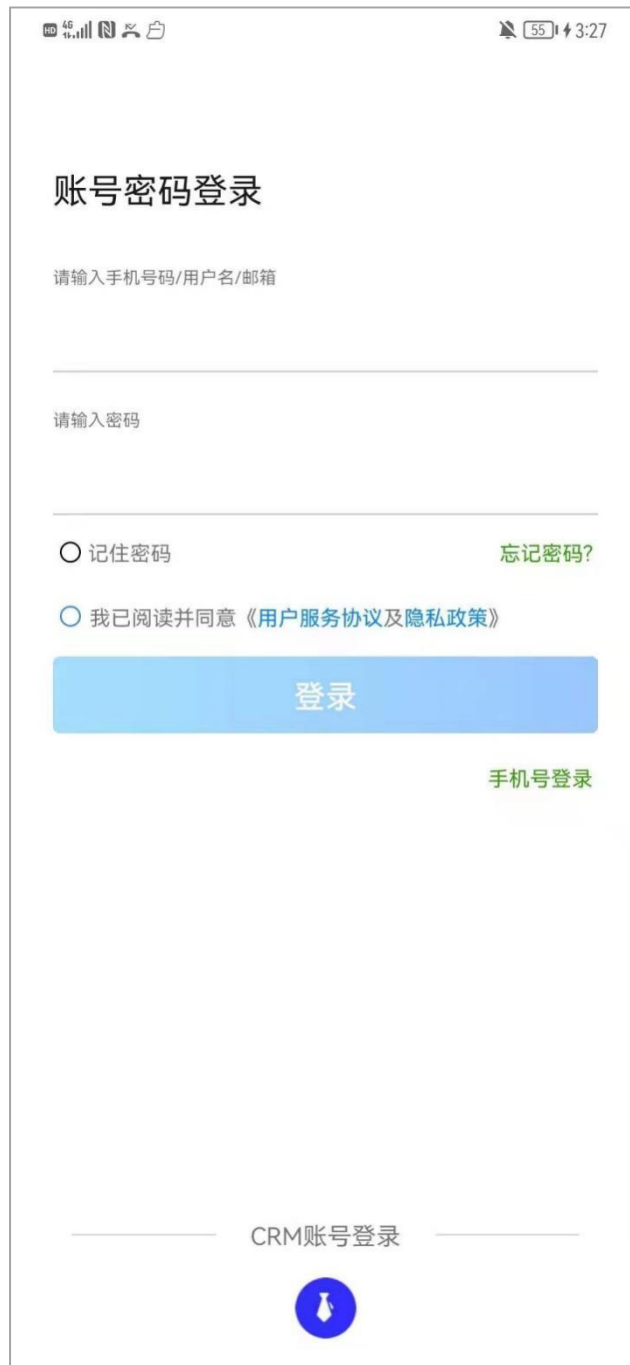 HD 4G 55 3:27
账号密码登录
请输入手机号码/用户名/邮箱
请输入密码
记住密码 忘记密码?
我已阅读并同意《用户服务协议及隐私政策》
登录
手机号登录
CRM账号登录